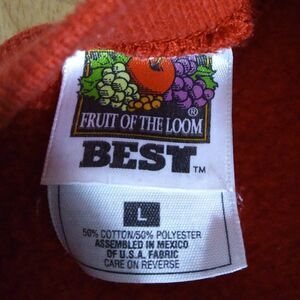 ®
FRUIT OF THE LOOM
BEST™
L
50% COTTON/50% POLYESTER
ASSEMBLED IN MEXICO
OF U.S.A. FABRIC
CARE ON REVERSE